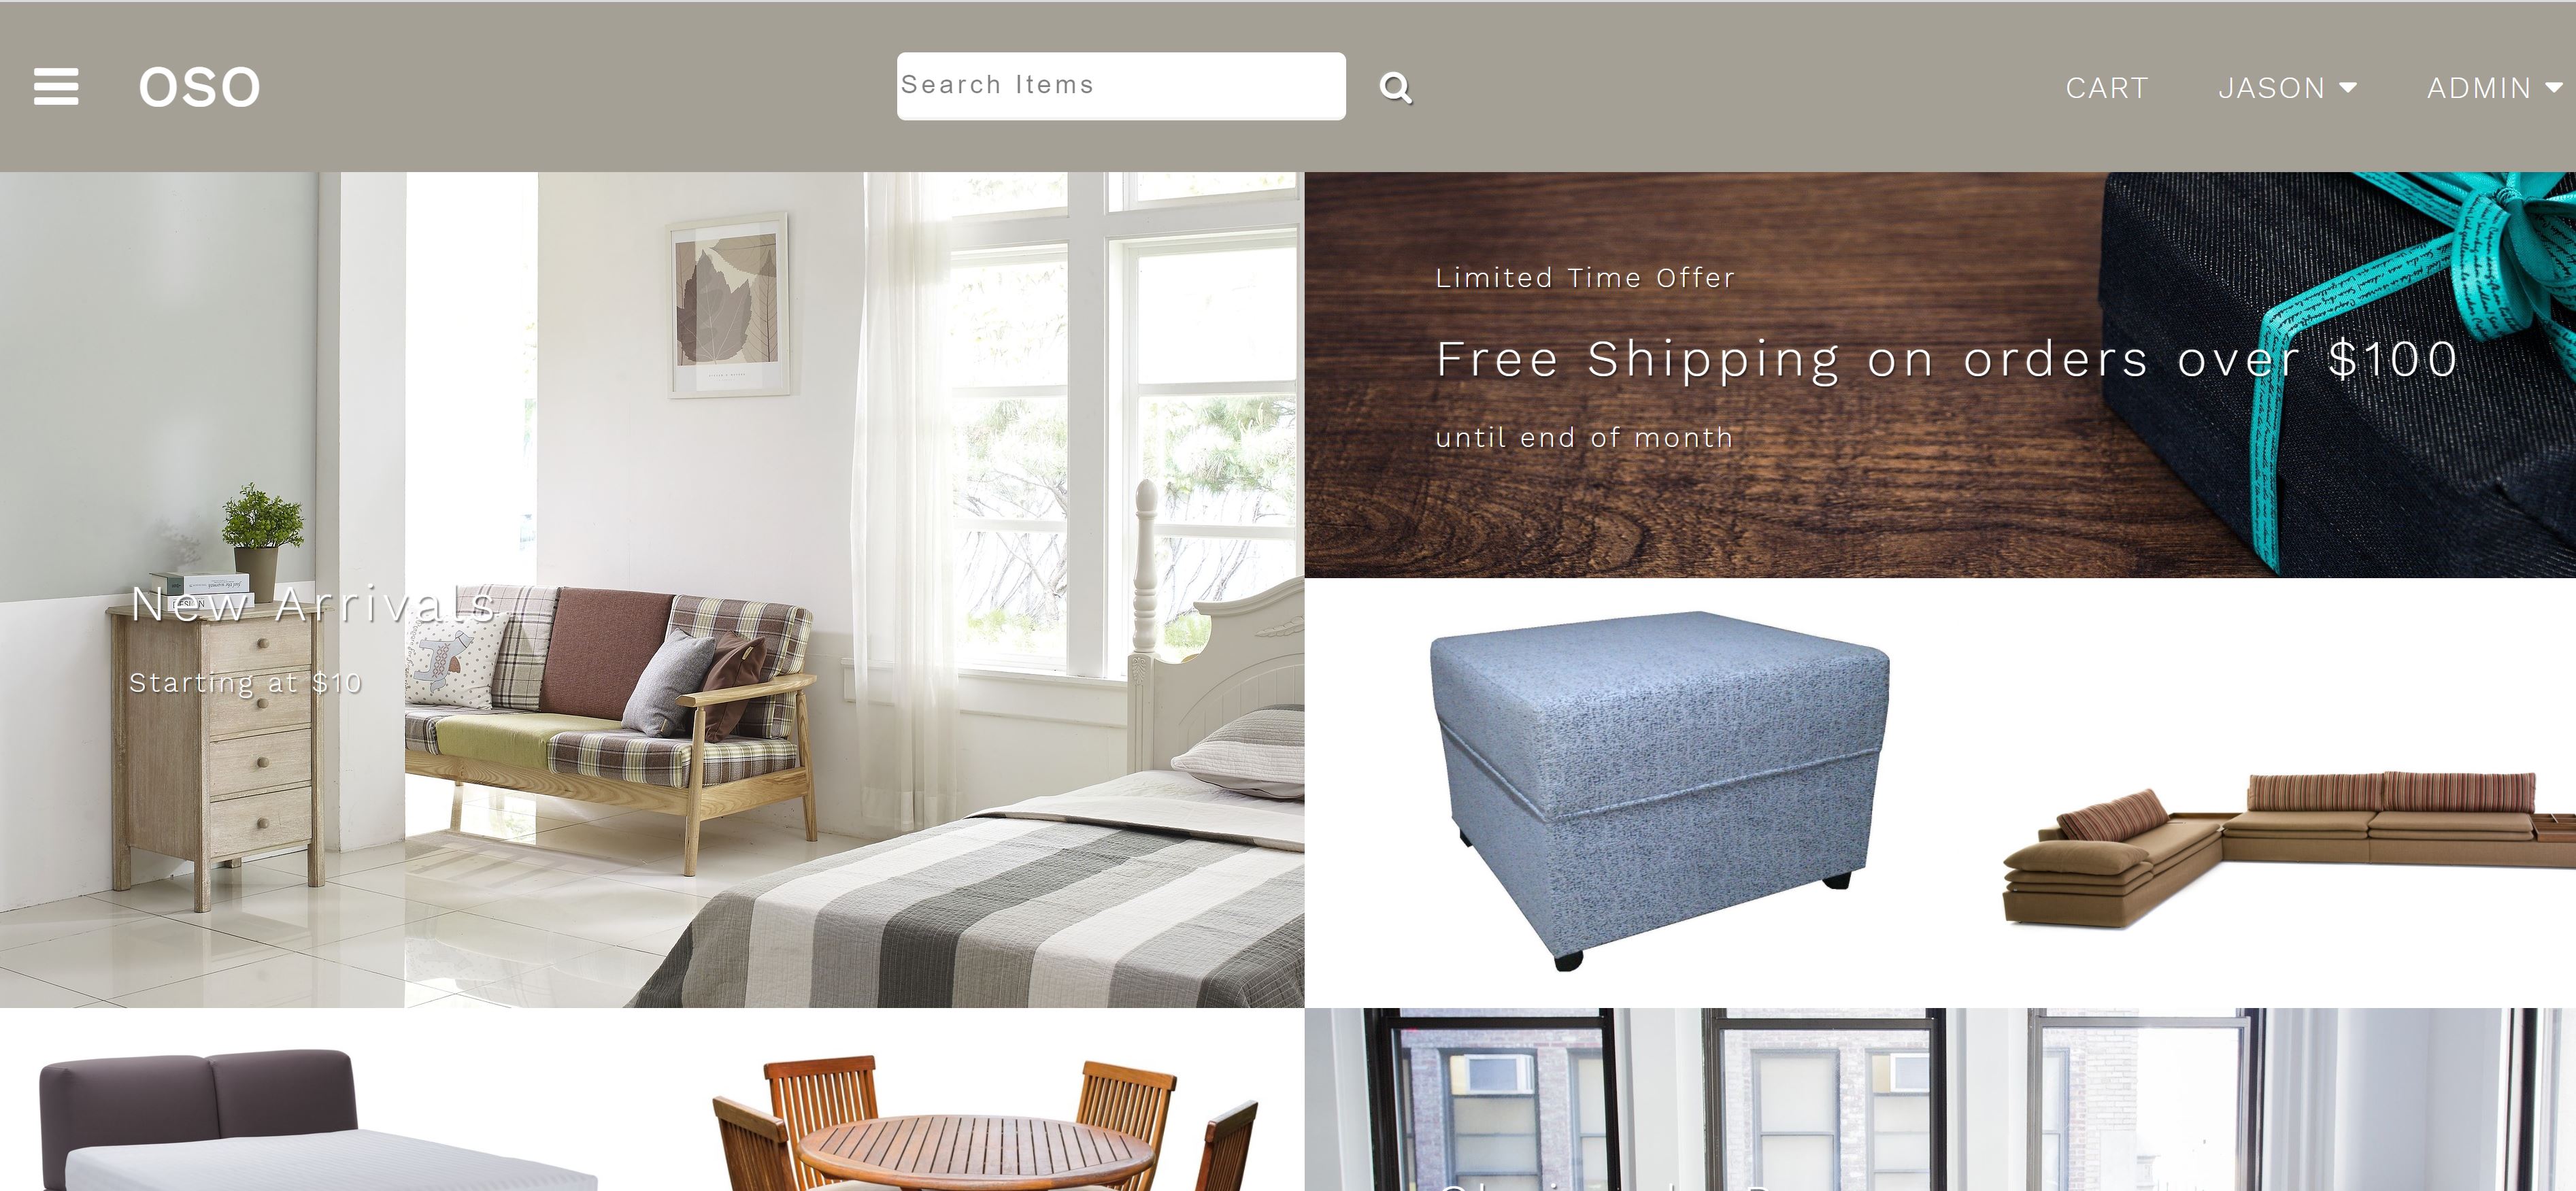 OSO
Search Items
CART
JASON
ADMIN
Limited Time Offer
Free Shipping on orders over $100
until end of month
New Arrivals
Starting at $10